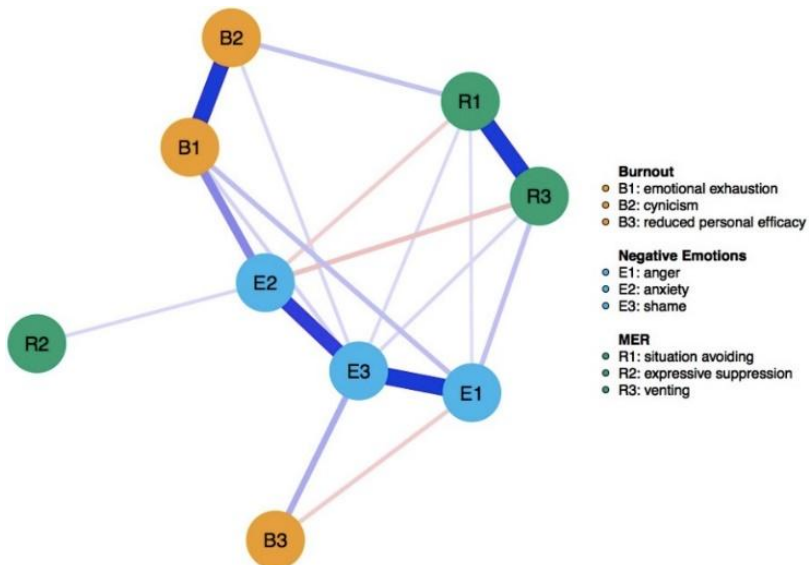 B2
R1
B1
R3
E2
R2
E3
E1
B3
Burnout
B1: emotional exhaustion
B2: cynicism
B3: reduced personal efficacy
Negative Emotions
E1: anger
E2: anxiety
E3: shame
MER
R1: situation avoiding
R2: expressive suppression
R3: venting